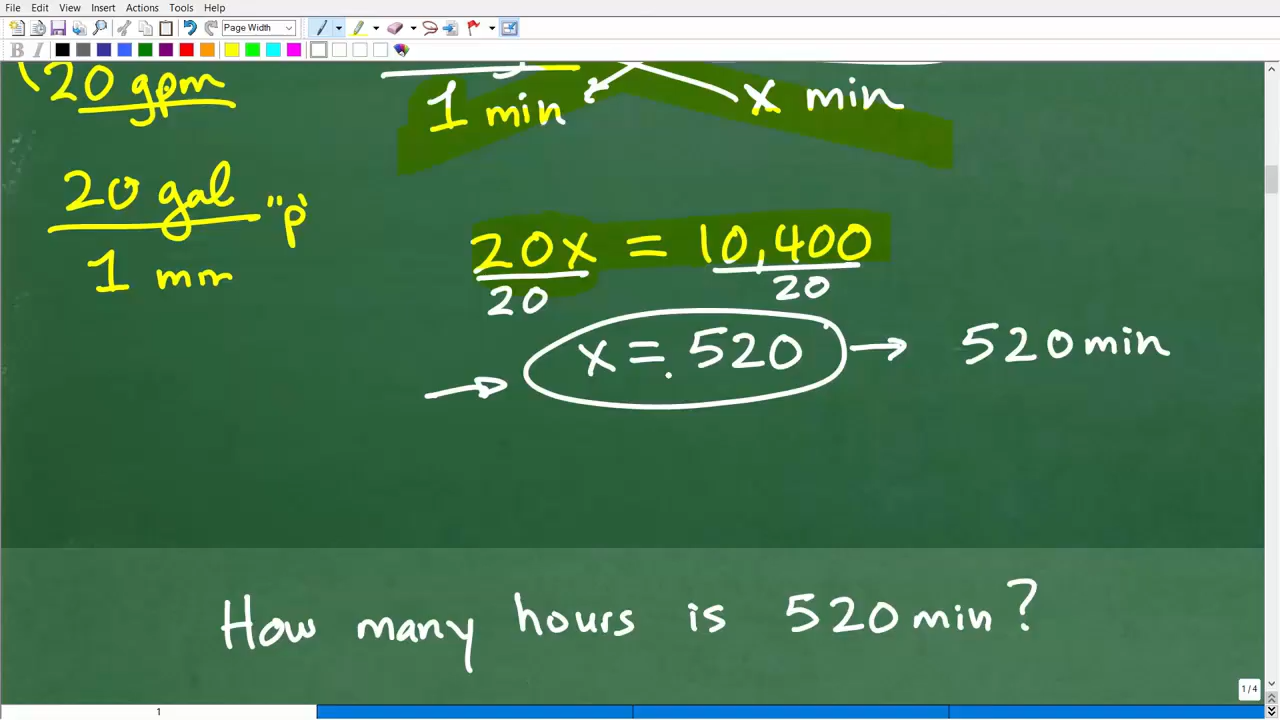 File Edit View Insert Actions Tools Help
Page Width
B I
20 gpm
1 min x min
20 gal "p"
1 min
20x = 10,400
20 20
x = 520 → 520 min
How many hours is 520 min?
1/4
1